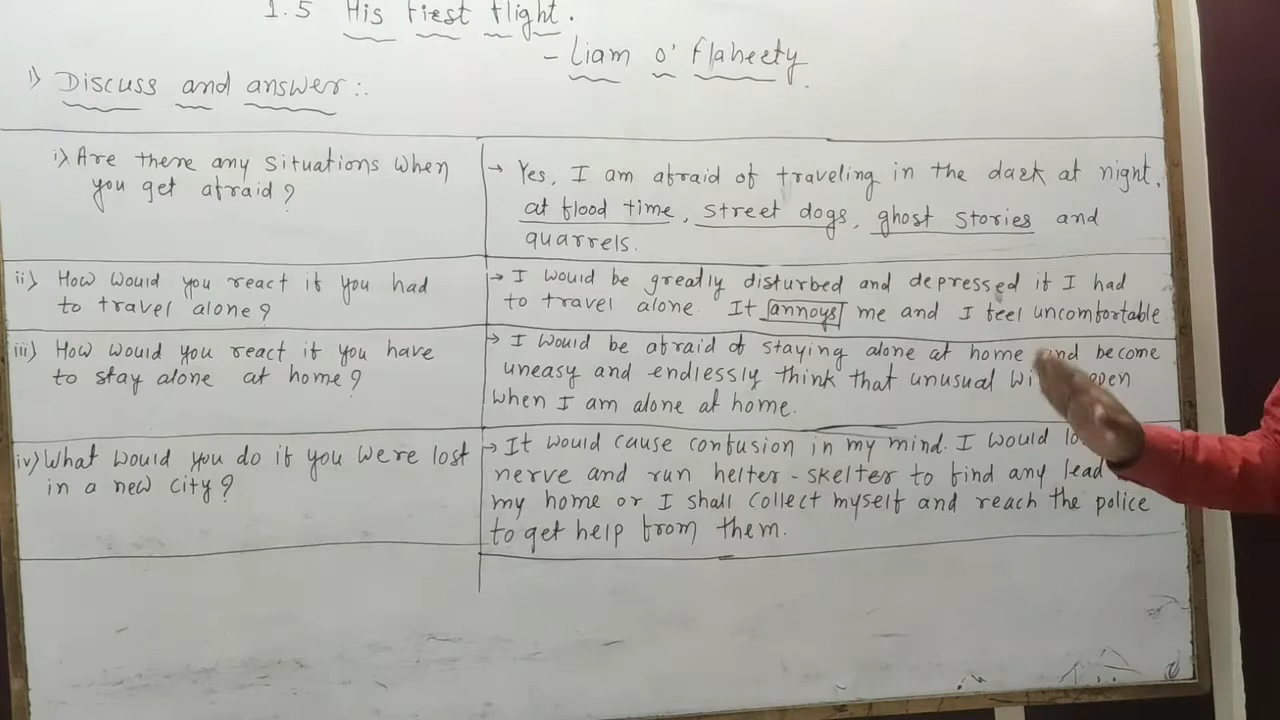 1.5 His First flight.
- Liam O' Flaherty.
i) Discuss and answer:.
i) Are there any situations when
you get afraid?
→ Yes, I am afraid of traveling in the dark at night,
at flood time, street dogs, ghost stories and
quarrels.
ii) How would you react if you had
to travel alone?
→ I would be greatly disturbed and depressed if I had
to travel alone. It annoys me and I feel uncomfortable
iii) How would you react if you have
to stay alone at home?
→ I would be afraid of staying alone at home and become
uneasy and endlessly think that unusual
when I am alone at home.
iv) What would you do if you were lost
in a new city?
→ It would cause confusion in my mind. I would
nerve and run helter-skelter to find any lead
my home or I shall collect myself and reach the police
to get help from them.